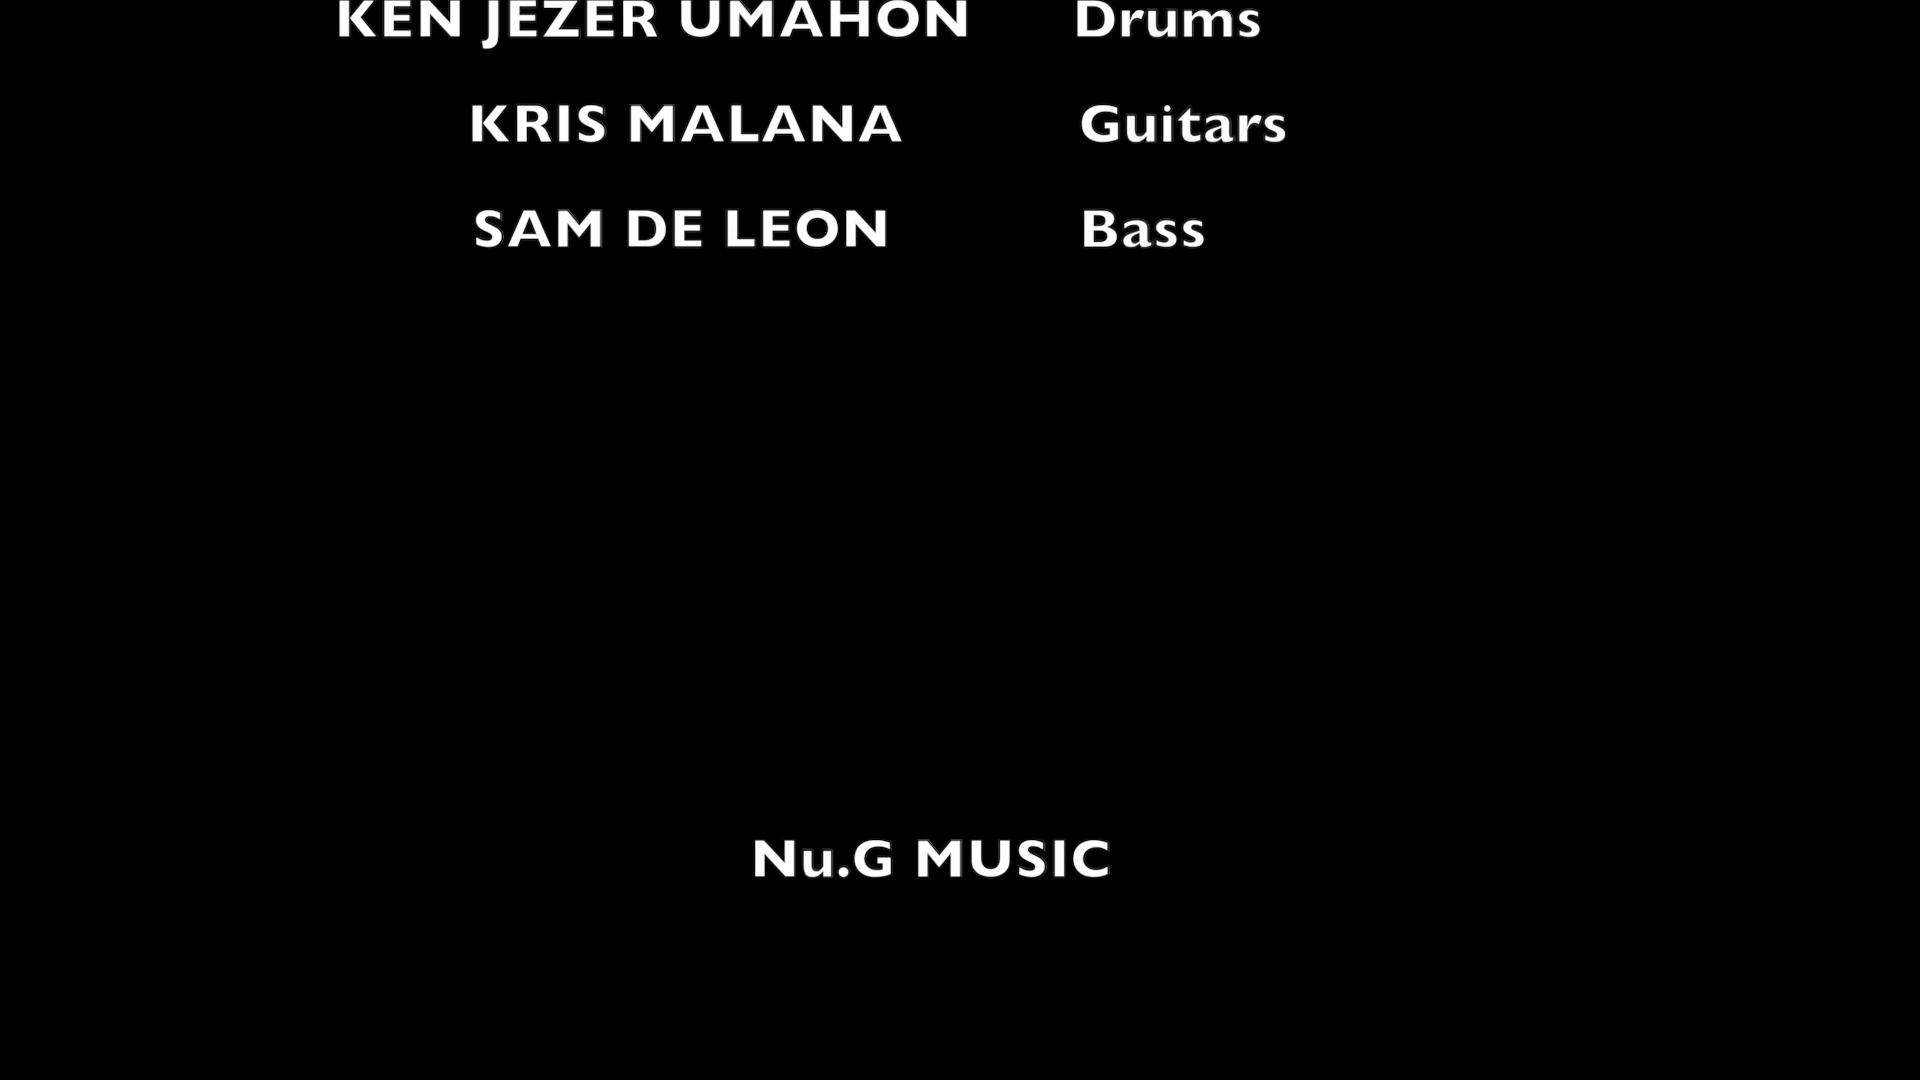 KEN JEZER UMAHON Drums
KRIS MALANA Guitars
SAM DE LEON Bass
Nu.G MUSIC